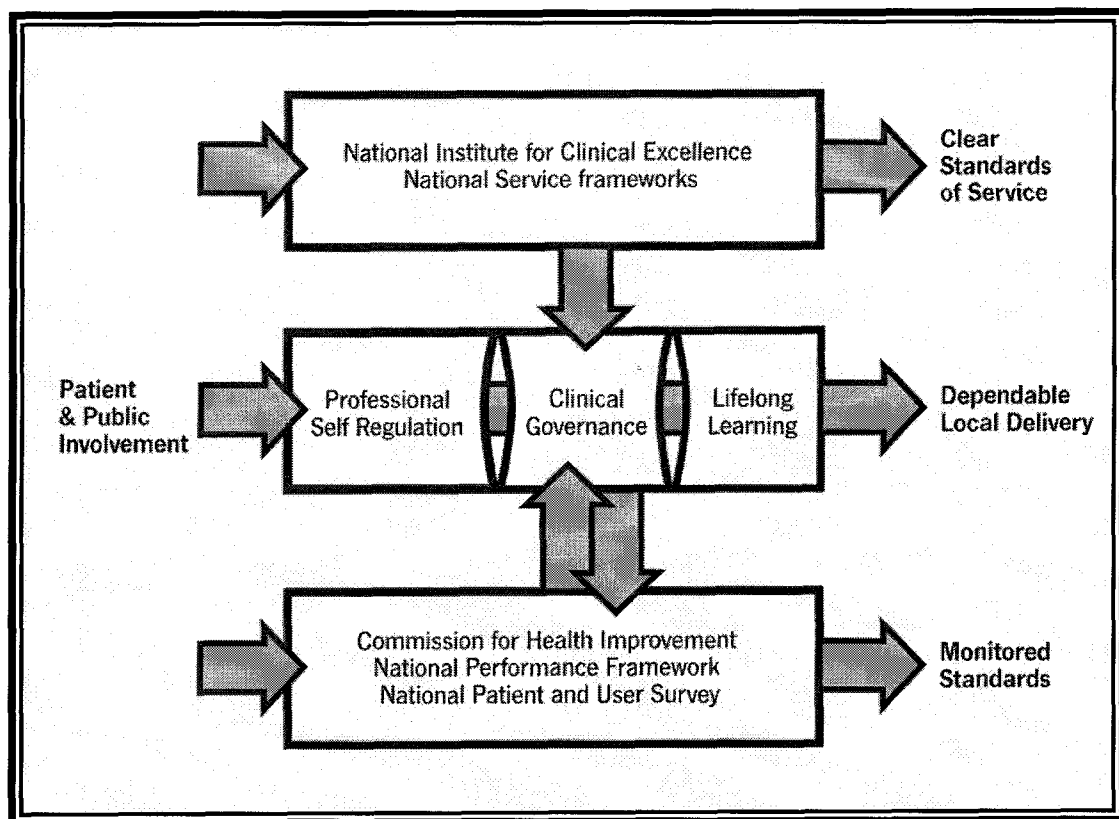 National Institute for Clinical Excellence
National Service frameworks
Clear
Standards
of Service
Patient
& Public
Involvement
Professional
Self Regulation
Clinical
Governance
Lifelong
Learning
Dependable
Local Delivery
Commission for Health Improvement
National Performance Framework
National Patient and User Survey
Monitored
Standards